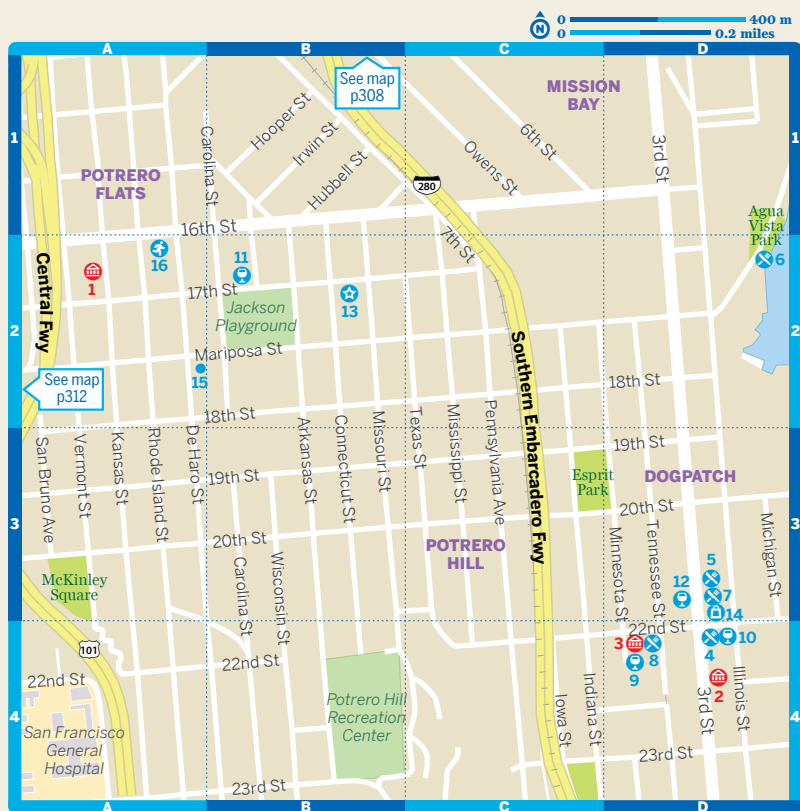 N
0 400 m
0 0.2 miles
A B C D
1
2
3
4
1
2
3
4
A B C D
See map
p308
MISSION
BAY
Hooper St
Irwin St
Hubbell St
Carolina St
6th St
Owens St
3rd St
280
POTRERO
FLATS
16th St
7th St
Agua
Vista
Park
6
Central Fwy
1
16
11
17th St
13
Jackson
Playground
Mariposa St
15
See map
p312
18th St
18th St
Southern Embarcadero Fwy
San Bruno Ave
Vermont St
Kansas St
Rhode Island St
De Haro St
Arkansas St
Connecticut St
Missouri St
Texas St
Mississippi St
Pennsylvania Ave
19th St
19th St
Esprit
Park
DOGPATCH
20th St
20th St
POTRERO
HILL
Minnesota St
Tennessee St
Michigan St
McKinley
Square
Carolina St
Wisconsin St
5
12
7
14
22nd St
3
8
9
4
10
2
101
22nd St
22nd St
San Francisco
General
Hospital
Potrero Hill
Recreation
Center
Iowa St
Indiana St
3rd St
Illinois St
23rd St
23rd St